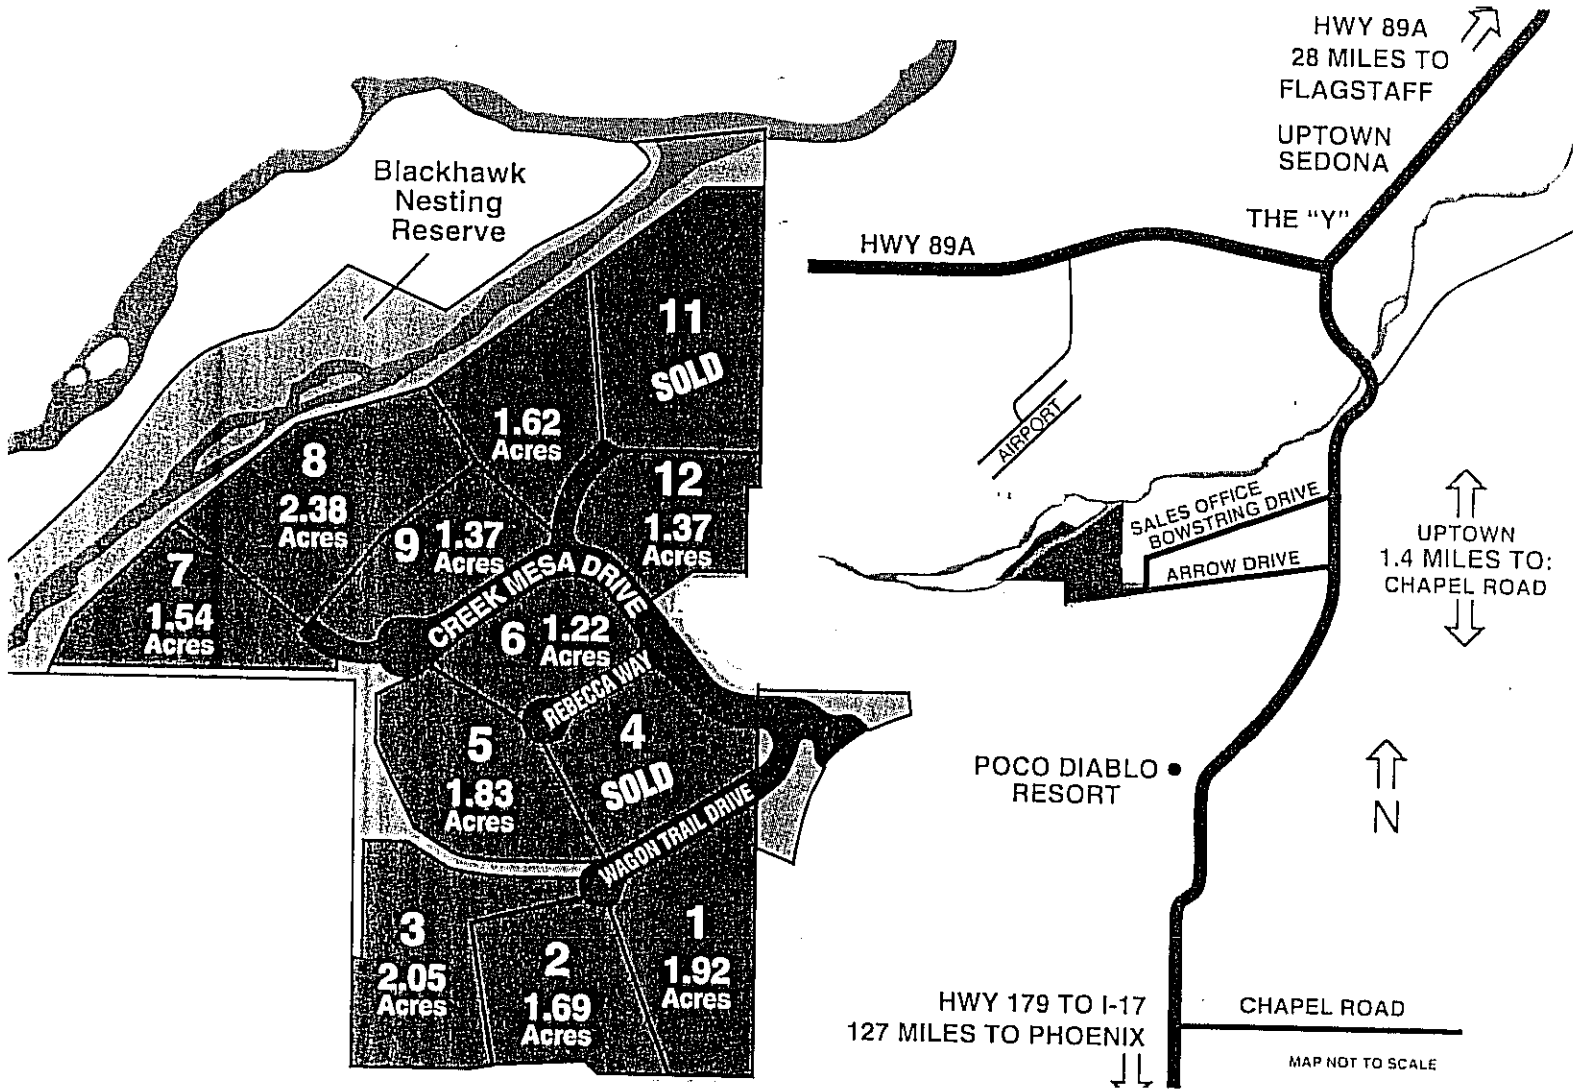 HWY 89A
28 MILES TO
FLAGSTAFF
UPTOWN
SEDONA
THE "Y"
HWY 89A
Blackhawk
Nesting
Reserve
11
SOLD
1.62
Acres
12
1.37
Acres
8
2.38
Acres
9 1.37
Acres
7
1.54
Acres
CREEK MESA DRIVE
6 1.22
Acres
REBECCA WAY
5
1.83
Acres
4
SOLD
WAGON TRAIL DRIVE
3
2.05
Acres
2
1.69
Acres
1
1.92
Acres
AIRPORT
SALES OFFICE
BOWSTRING DRIVE
ARROW DRIVE
UPTOWN
1.4 MILES TO:
CHAPEL ROAD
POCO DIABLO
RESORT
N
HWY 179 TO I-17
127 MILES TO PHOENIX
CHAPEL ROAD
MAP NOT TO SCALE